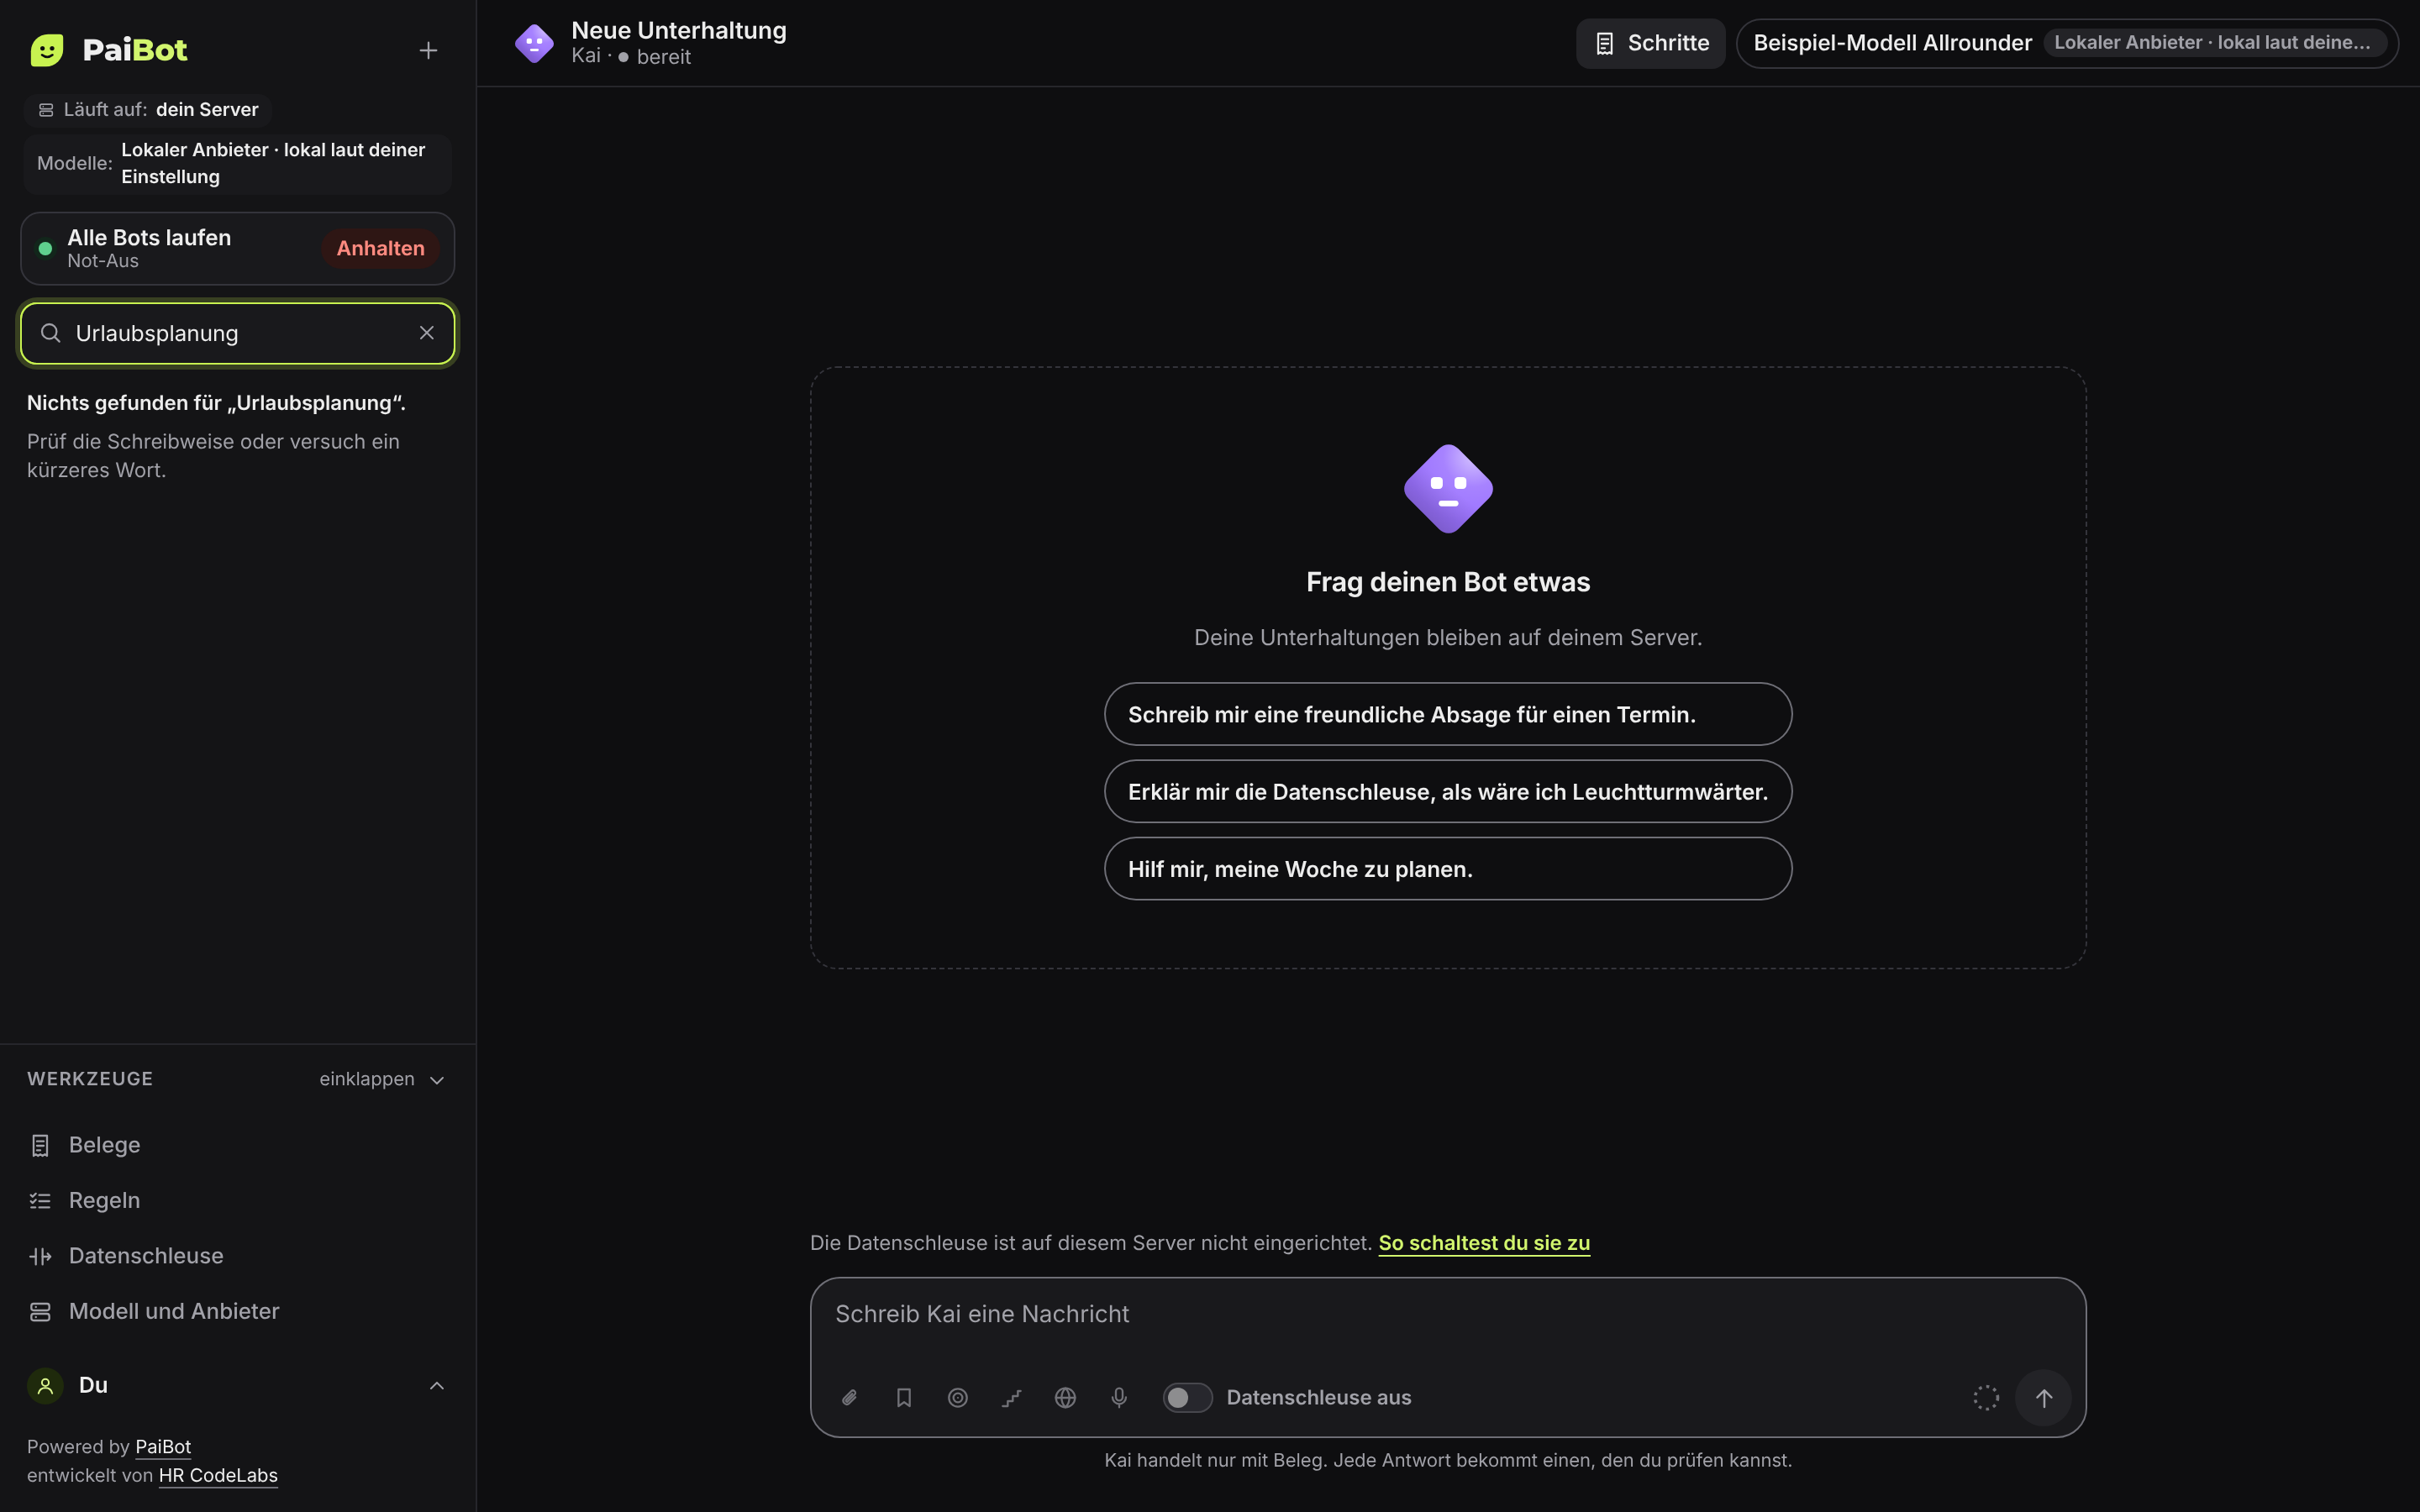 PaiBot
Läuft auf: dein Server
Modelle: Lokaler Anbieter · lokal laut deiner
Einstellung
Alle Bots laufen
Not-Aus
Anhalten
Urlaubsplanung
Nichts gefunden für „Urlaubsplanung“.
Prüf die Schreibweise oder versuch ein
kürzeres Wort.
WERKZEUGE
einklappen
Belege
Regeln
Datenschleuse
Modell und Anbieter
Du
Powered by PaiBot
entwickelt von HR CodeLabs
Neue Unterhaltung
Kai · bereit
Schritte
Beispiel-Modell Allrounder
Lokaler Anbieter · lokal laut deine...
Frag deinen Bot etwas
Deine Unterhaltungen bleiben auf deinem Server.
Schreib mir eine freundliche Absage für einen Termin.
Erklär mir die Datenschleuse, als wäre ich Leuchtturmwärter.
Hilf mir, meine Woche zu planen.
Die Datenschleuse ist auf diesem Server nicht eingerichtet. So schaltest du sie zu
Schreib Kai eine Nachricht
Datenschleuse aus
Kai handelt nur mit Beleg. Jede Antwort bekommt einen, den du prüfen kannst.